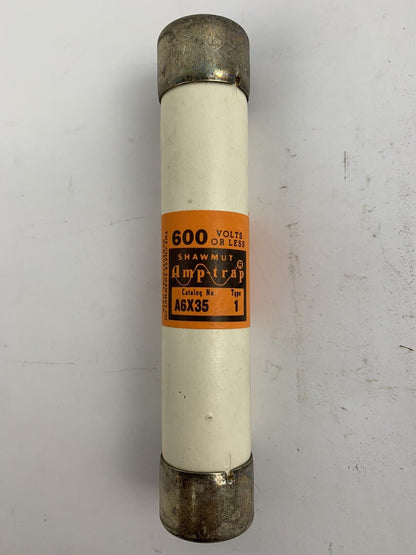 600 VOLTS OR LESS
SHAWMUT
Amp-trap ®
Catalog No. Type
A6X35 1